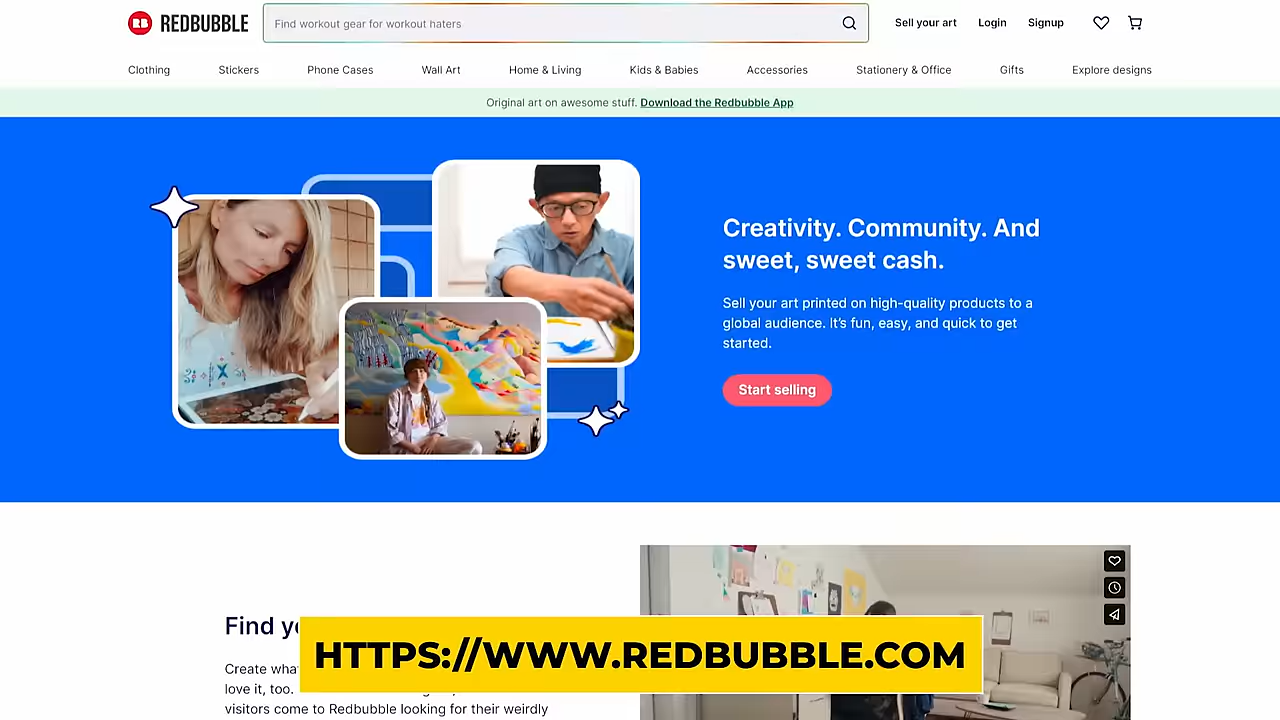 REDBUBBLE
Find workout gear for workout haters
Sell your art
Login
Signup
Clothing
Stickers
Phone Cases
Wall Art
Home & Living
Kids & Babies
Accessories
Stationery & Office
Gifts
Explore designs
Original art on awesome stuff. Download the Redbubble App
Creativity. Community. And
sweet, sweet cash.
Sell your art printed on high-quality products to a
global audience. It's fun, easy, and quick to get
started.
Start selling
Find
HTTPS://WWW.REDBUBBLE.COM
Create
love it, too.
visitors come to Redbubble looking for their weirdly